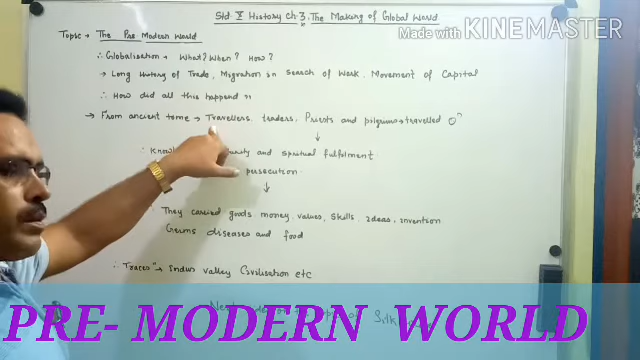 Std X History Ch 3. The Making of Global World
Made with KINEMASTER
Topic → The Pre Modern World
∴ Globalisation → What? When? How?
→ Long History of Trade, Migration in Search of Work, Movement of Capital
∴ How did all this happend ?
→ From ancient tome → Travellers, traders, Priests and pilgrims → travelled
and spritual fulfolment
persecution
They carried goods, money, values, Skills, Ideas, invention
Germs diseases and food
∴ Traces → Indus valley Civilisation etc
PRE- MODERN WORLD